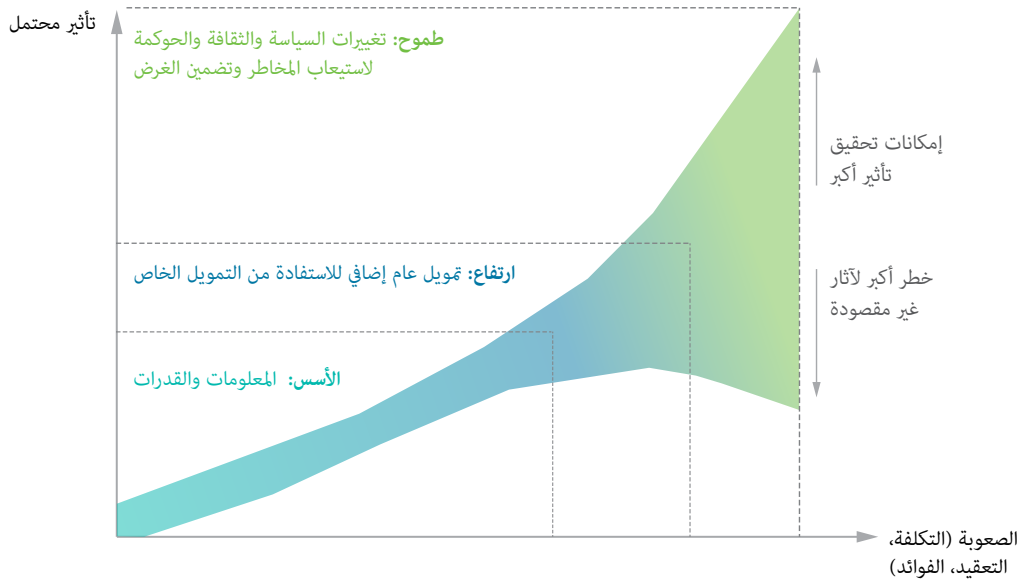 تأثير محتمل
طموح: تغييرات السياسة والثقافة والحوكمة
لاستيعاب المخاطر وتضمين الغرض
إمكانات تحقيق
تأثير أكبر
ارتفاع: تمويل عام إضافي للاستفادة من التمويل الخاص
خطر أكبر لآثار
غير مقصودة
الأسس: المعلومات والقدرات
الصعوبة (التكلفة،
التعقيد، الفوائد)